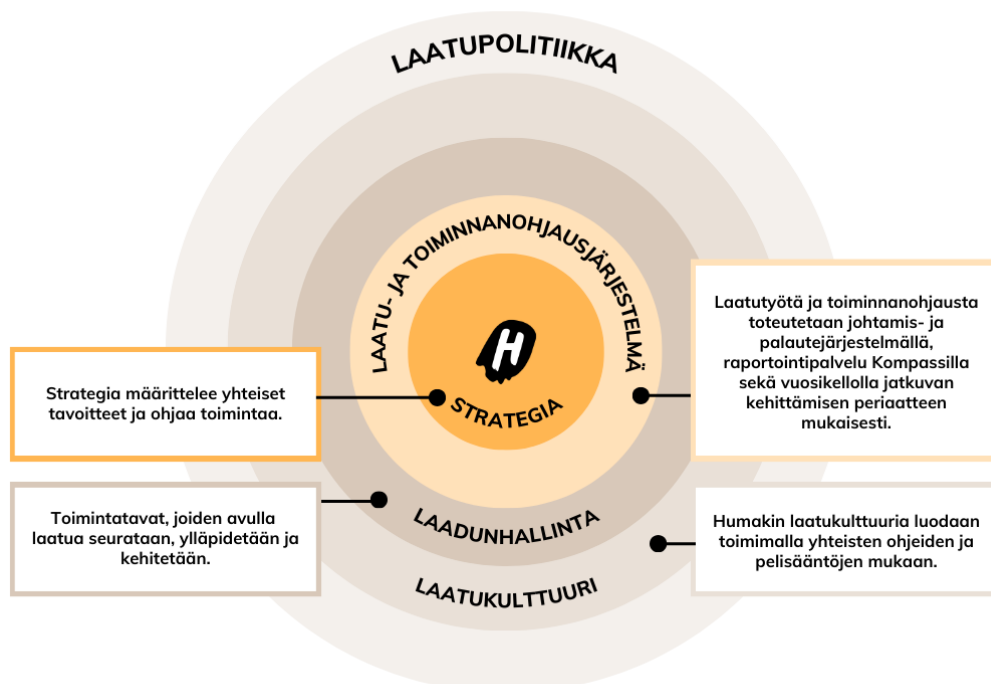 LAATUPOLITIIKKA
LAATU- JA TOIMINNANOHJAUSJÄRJESTELMÄ
H
STRATEGIA
LAADUNHALLINTA
LAATUKULTTUURI
Strategia määrittelee yhteiset
tavoitteet ja ohjaa toimintaa.
Toimintatavat, joiden avulla
laatua seurataan, ylläpidetään ja
kehitetään.
Laatutyötä ja toiminnanohjausta
toteutetaan johtamis- ja
palautejärjestelmällä,
raportointipalvelu Kompassilla
sekä vuosikellolla jatkuvan
kehittämisen periaatteen
mukaisesti.
Humakin laatukulttuuria luodaan
toimimalla yhteisten ohjeiden ja
pelisääntöjen mukaan.